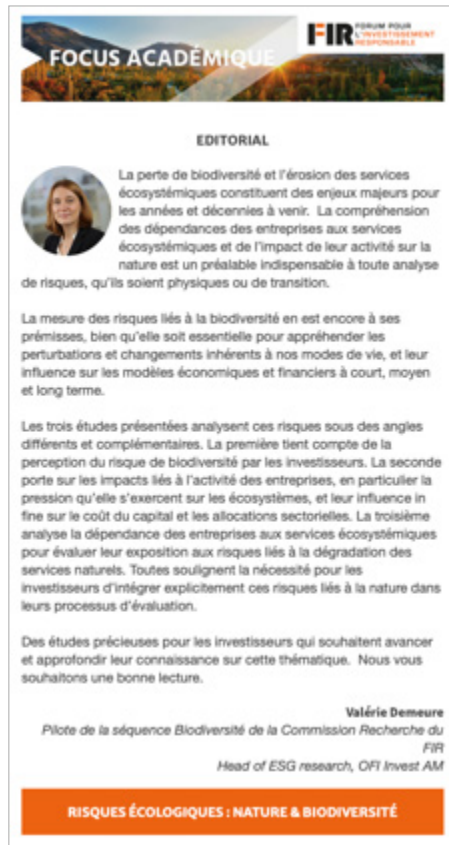 FOCUS ACADÉMIQUE
FIR FORUM POUR
L'INVESTISSEMENT
RESPONSABLE
EDITORIAL
La perte de biodiversité et l'érosion des services
écosystémiques constituent des enjeux majeurs pour
les années et décennies à venir. La compréhension
des dépendances des entreprises aux services
écosystémiques et de l'impact de leur activité sur la
nature est un préalable indispensable à toute analyse
de risques, qu'ils soient physiques ou de transition.
La mesure des risques liés à la biodiversité en est encore à ses
prémisses, bien qu'elle soit essentielle pour appréhender les
perturbations et changements inhérents à nos modes de vie, et leur
influence sur les modèles économiques et financiers à court, moyen
et long terme.
Les trois études présentées analysent ces risques sous des angles
différents et complémentaires. La première tient compte de la
perception du risque de biodiversité par les investisseurs. La seconde
porte sur les impacts liés à l'activité des entreprises, en particulier la
pression qu'elle s'exercent sur les écosystèmes, et leur influence in
fine sur le coût du capital et les allocations sectorielles. La troisième
analyse la dépendance des entreprises aux services écosystémiques
pour évaluer leur exposition aux risques liés à la dégradation des
services naturels. Toutes soulignent la nécessité pour les
investisseurs d'intégrer explicitement ces risques liés à la nature dans
leurs processus d'évaluation.
Des études précieuses pour les investisseurs qui souhaitent avancer
et approfondir leur connaissance sur cette thématique. Nous vous
souhaitons une bonne lecture.
Valérie Demeure
Pilote de la séquence Biodiversité de la Commission Recherche du
FIR
Head of ESG research, OFI Invest AM
RISQUES ÉCOLOGIQUES : NATURE & BIODIVERSITÉ